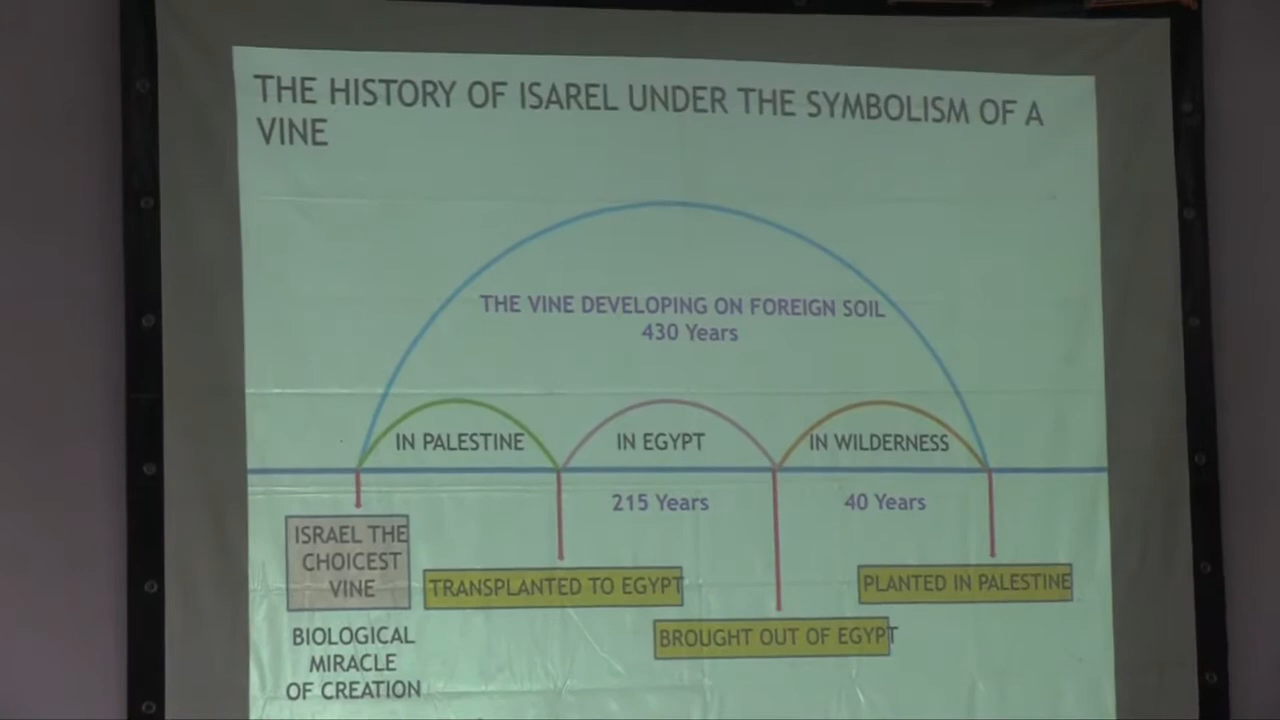 THE HISTORY OF ISAREL UNDER THE SYMBOLISM OF A
VINE
THE VINE DEVELOPING ON FOREIGN SOIL
430 Years
IN PALESTINE
IN EGYPT
IN WILDERNESS
215 Years
40 Years
ISRAEL THE
CHOICEST
VINE
TRANSPLANTED TO EGYPT
PLANTED IN PALESTINE
BROUGHT OUT OF EGYPT
BIOLOGICAL
MIRACLE
OF CREATION